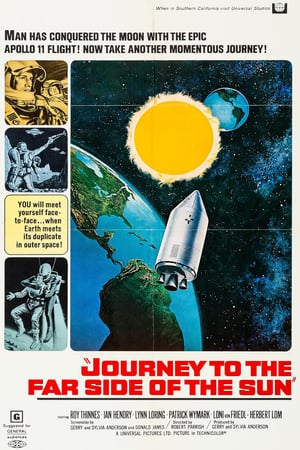 When in Southern California visit Universal Studios
MAN HAS CONQUERED THE MOON WITH THE EPIC
APOLLO 11 FLIGHT! NOW TAKE ANOTHER MOMENTOUS JOURNEY!
YOU will meet
yourself face-
to-face...when
Earth meets
its duplicate
in outer space!
"JOURNEY TO THE
FAR SIDE OF THE SUN"
starring ROY THINNES · IAN HENDRY · LYNN LORING · PATRICK WYMARK · LONI von FRIEDL · HERBERT LOM
Screenplay by
GERRY and SYLVIA ANDERSON and DONALD JAMES
Directed by
ROBERT PARRISH
Produced by
GERRY and SYLVIA ANDERSON
A UNIVERSAL PICTURES LTD. PICTURE in TECHNICOLOR®
G
Suggested for
GENERAL
audiences